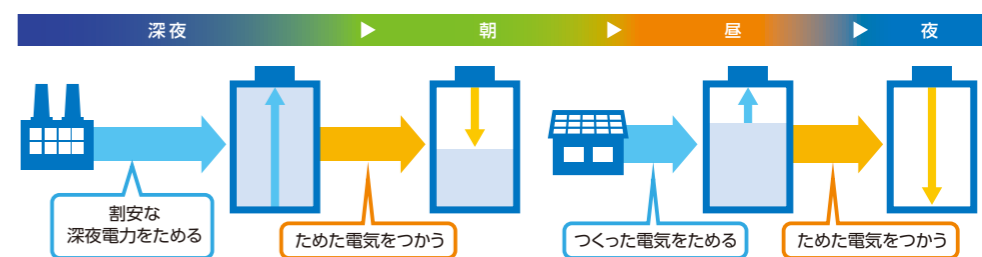 深夜
朝
昼
夜
割安な
深夜電力をためる
ためた電気をつかう
つくった電気をためる
ためた電気をつかう